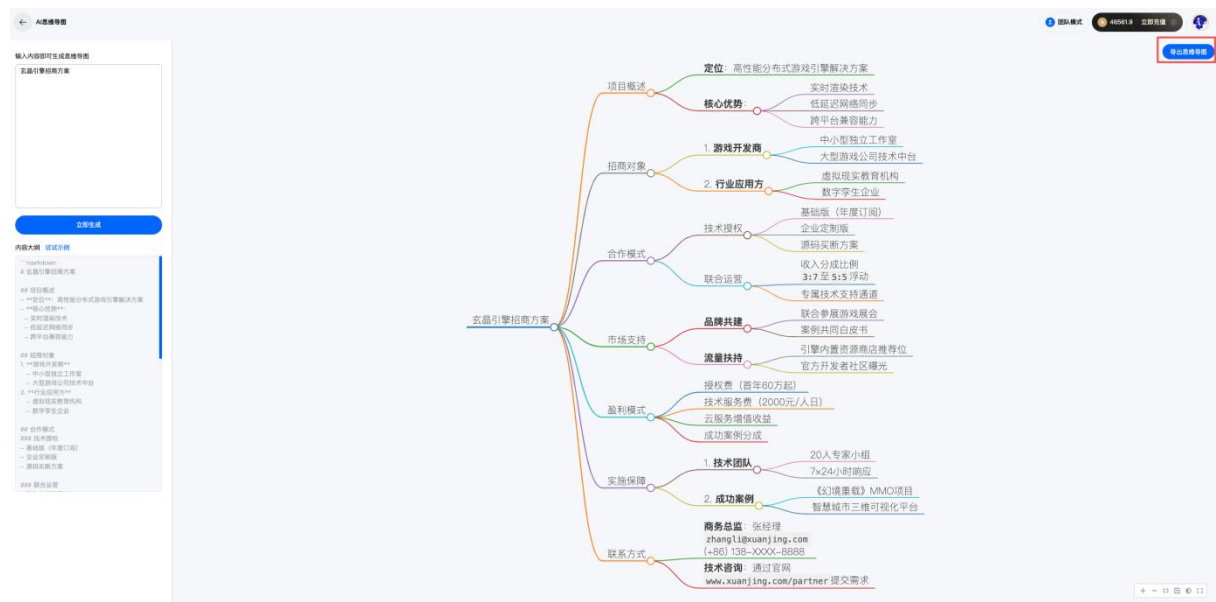 AI思维导图
团队模式
46561.9 立即充值
输入内容即可生成思维导图
玄晶引擎招商方案
立即生成
内容大纲 试试示例
```markdown
# 玄晶引擎招商方案
## 项目概述
- **定位**: 高性能分布式游戏引擎解决方案
- **核心优势**:
- 实时渲染技术
- 低延迟网络同步
- 跨平台兼容能力
## 招商对象
1. **游戏开发商**
- 中小型独立工作室
- 大型游戏公司技术中台
2. **行业应用方**
- 虚拟现实教育机构
- 数字孪生企业
## 合作模式
### 技术授权
- 基础版（年度订阅）
- 企业定制版
- 源码买断方案
### 联合运营
导出思维导图
玄晶引擎招商方案
项目概述
定位: 高性能分布式游戏引擎解决方案
核心优势:
实时渲染技术
低延迟网络同步
跨平台兼容能力
招商对象
1. 游戏开发商
中小型独立工作室
大型游戏公司技术中台
2. 行业应用方
虚拟现实教育机构
数字孪生企业
合作模式
技术授权
基础版（年度订阅）
企业定制版
源码买断方案
联合运营
收入分成比例
3:7 至 5:5 浮动
专属技术支持通道
市场支持
品牌共建
联合参展游戏展会
案例共同白皮书
流量扶持
引擎内置资源商店推荐位
官方开发者社区曝光
盈利模式
授权费（首年60万起）
技术服务费（2000元/人日）
云服务增值收益
成功案例分成
实施保障
1. 技术团队
20人专家小组
7×24小时响应
2. 成功案例
《幻境重载》MMO项目
智慧城市三维可视化平台
联系方式
商务总监: 张经理
zhangli@xuanjing.com
(+86) 138-XXXX-8888
技术咨询: 通过官网
www.xuanjing.com/partner 提交需求